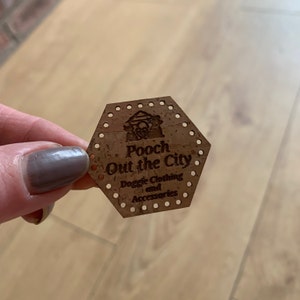 Pooch
Out the City
Doggie Clothing
and
Accessories